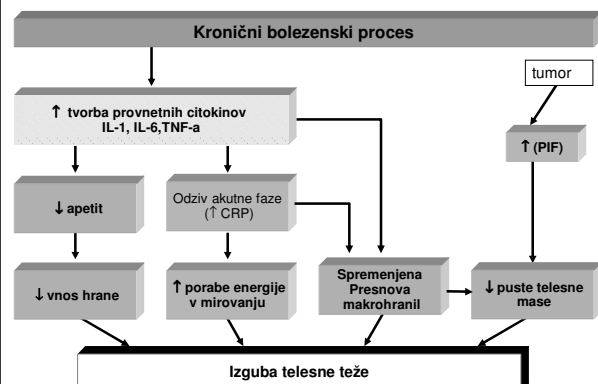 Kronični bolezenski proces
tumor
↑ tvorba provnetnih citokinov
IL-1, IL-6,TNF-a
↑ (PIF)
↓ apetit
Odziv akutne faze
(↑ CRP)
↓ vnos hrane
↑ porabe energije
v mirovanju
Spremenjena
Presnova
makrohranil
↓ puste telesne
mase
Izguba telesne teže